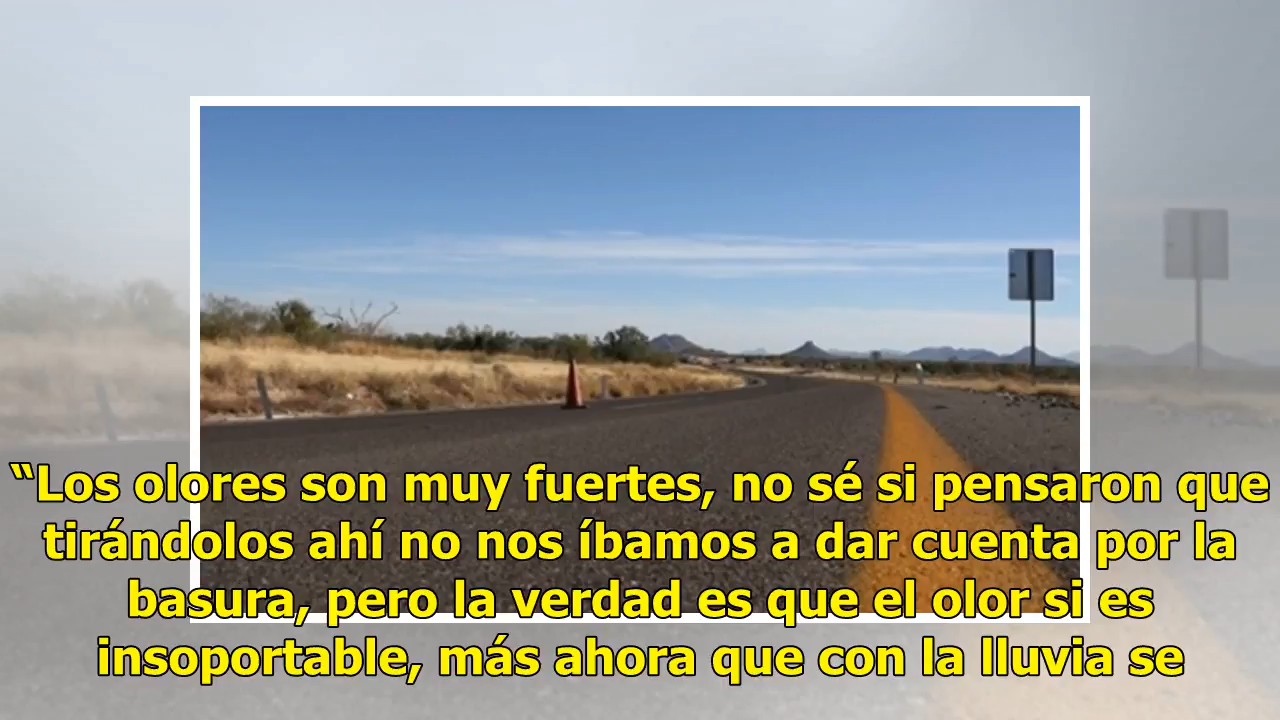 “Los olores son muy fuertes, no sé si pensaron que
tirándolos ahí no nos íbamos a dar cuenta por la
basura, pero la verdad es que el olor si es
insoportable, más ahora que con la lluvia se